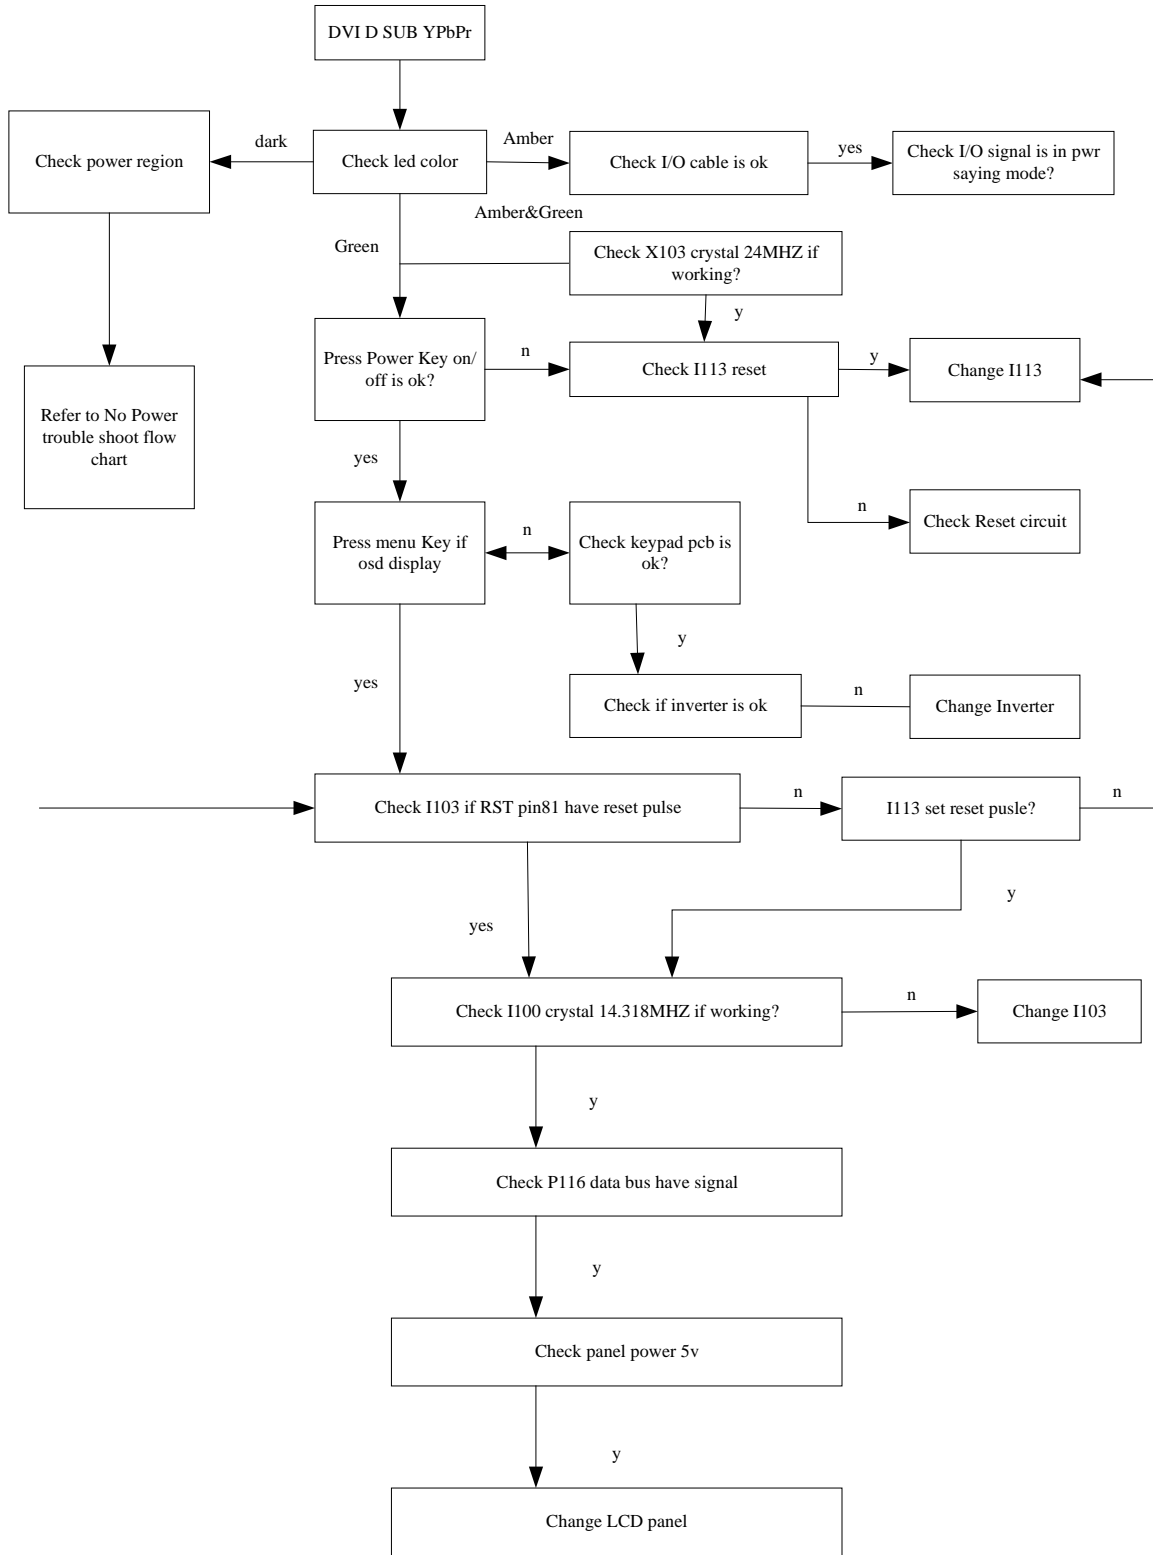 DVI D SUB YPbPr
Check power region
dark
Check led color
Amber
Check I/O cable is ok
yes
Check I/O signal is in pwr
saying mode?
Amber&Green
Green
Check X103 crystal 24MHZ if
working?
y
Press Power Key on/
off is ok?
n
Check I113 reset
y
Change I113
Refer to No Power
trouble shoot flow
chart
yes
n
Check Reset circuit
Press menu Key if
osd display
n
Check keypad pcb is
ok?
y
yes
Check if inverter is ok
n
Change Inverter
Check I103 if RST pin81 have reset pulse
n
I113 set reset pusle?
n
y
yes
Check I100 crystal 14.318MHZ if working?
n
Change I103
y
Check P116 data bus have signal
y
Check panel power 5v
y
Change LCD panel